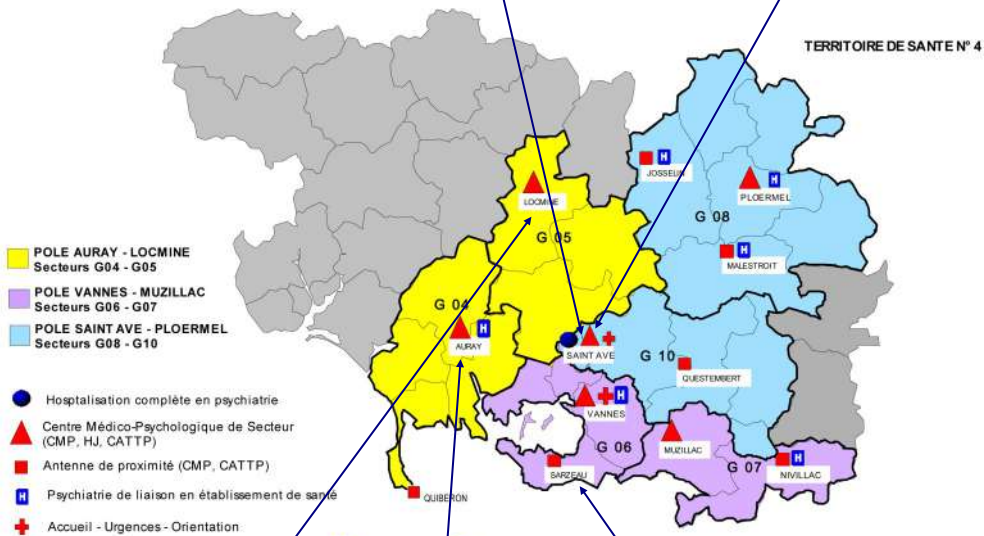 TERRITOIRE DE SANTE N° 4
JOSSELIN
H
LOCMINE
PLOERMEL
H
G 08
G 05
MALESTROIT
H
POLE AURAY - LOCMINE
Secteurs G04 - G05
POLE VANNES - MUZILLAC
Secteurs G06 - G07
POLE SAINT AVE - PLOERMEL
Secteurs G08 - G10
G 04
AURAY
H
SAINT AVE
G 10
QUESTEMBERT
VANNES
H
G 06
MUZILLAC
G 07
SARZEAU
NIVILLAC
H
QUIBERON
Hosptalisation complète en psychiatrie
Centre Médico-Psychologique de Secteur
(CMP, HJ, CATTP)
Antenne de proximité (CMP, CATTP)
H
Psychiatrie de liaison en établissement de santé
Accueil - Urgences - Orientation